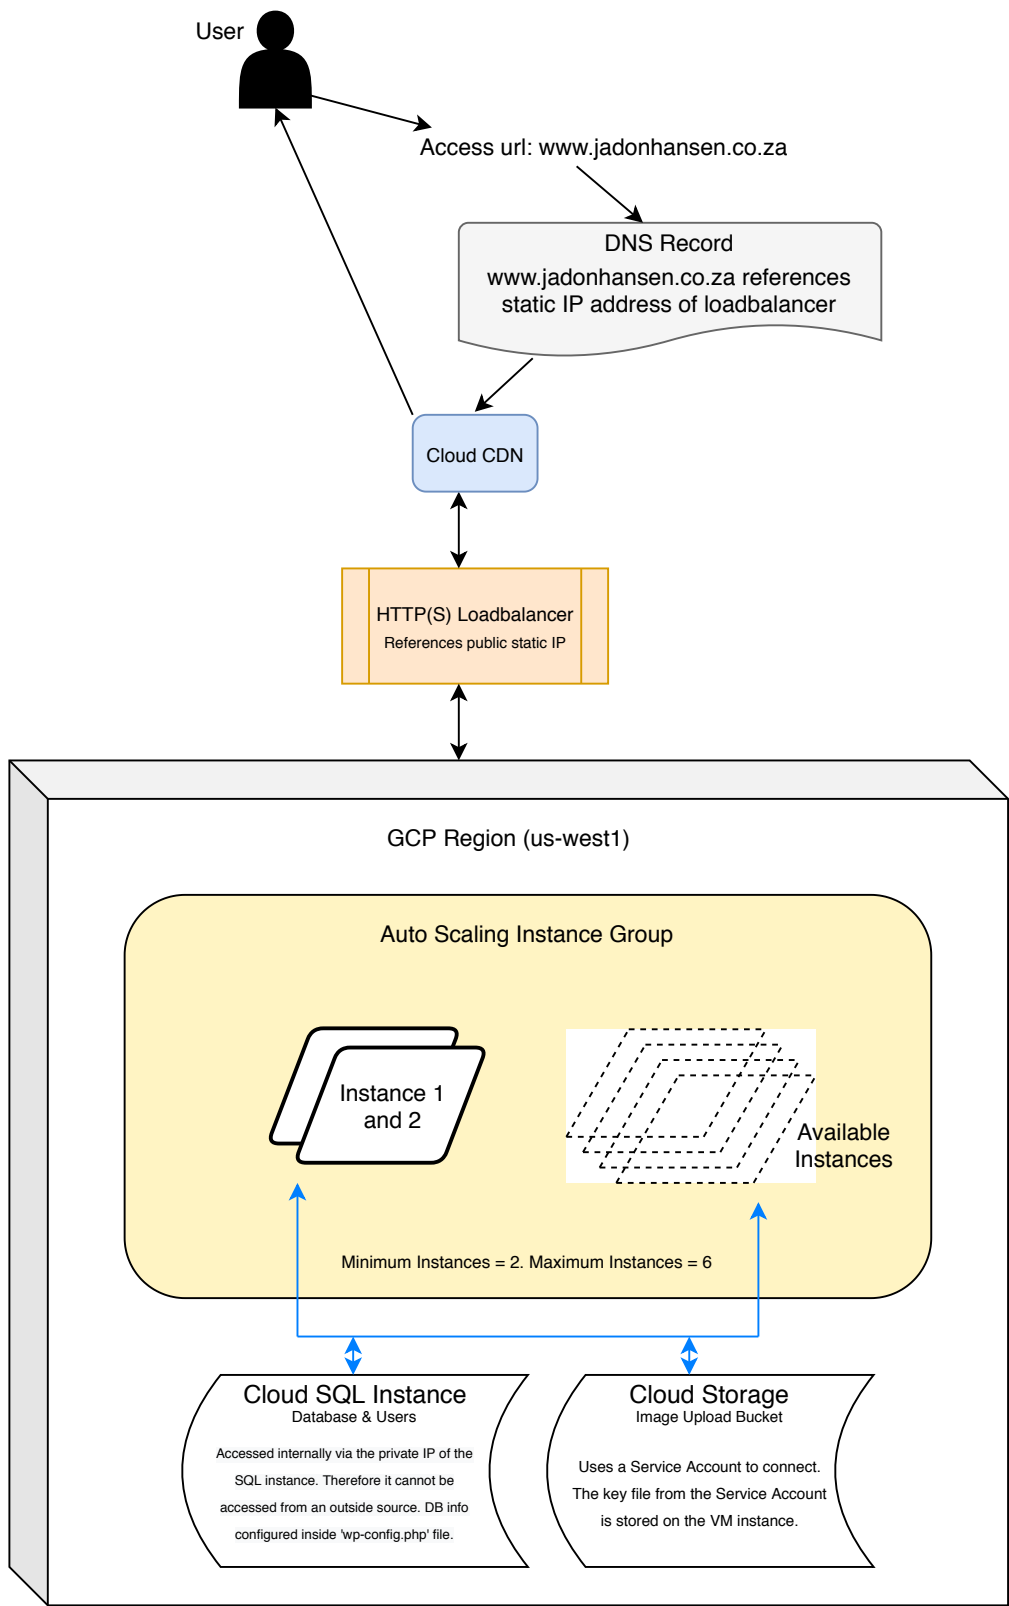 User
Access url: www.jadonhansen.co.za
DNS Record
www.jadonhansen.co.za references
static IP address of loadbalancer
Cloud CDN
HTTP(S) Loadbalancer
References public static IP
GCP Region (us-west1)
Auto Scaling Instance Group
Instance 1
and 2
Available
Instances
Minimum Instances = 2. Maximum Instances = 6
Cloud SQL Instance
Database & Users
Accessed internally via the private IP of the
SQL instance. Therefore it cannot be
accessed from an outside source. DB info
configured inside 'wp-config.php' file.
Cloud Storage
Image Upload Bucket
Uses a Service Account to connect.
The key file from the Service Account
is stored on the VM instance.